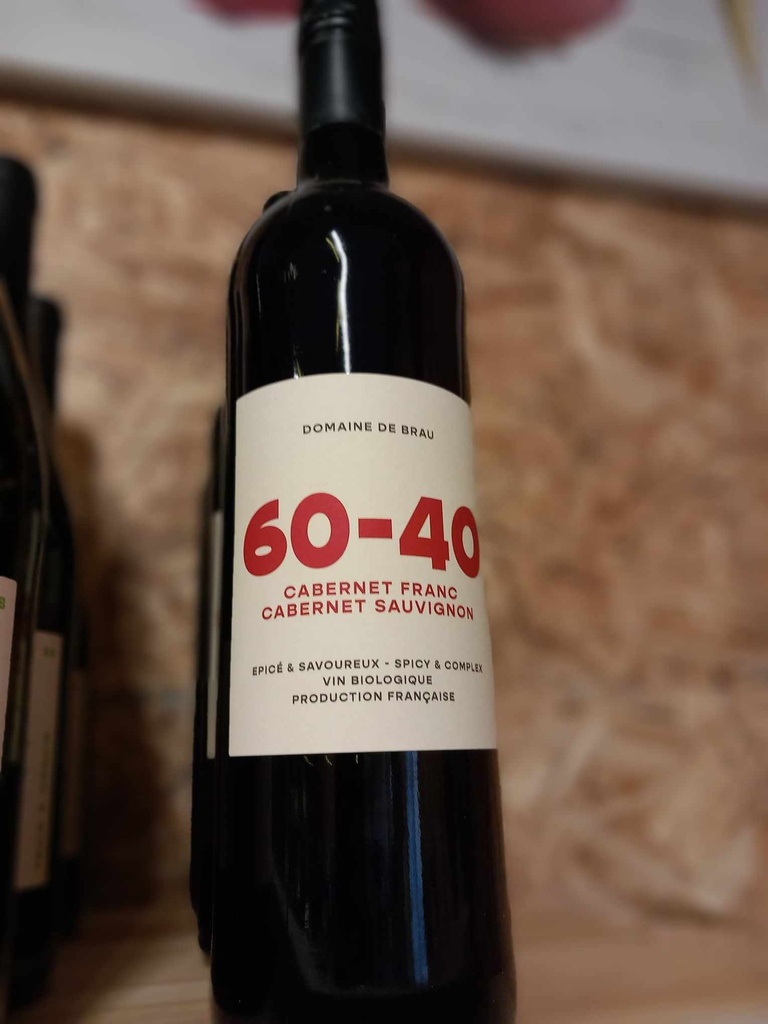 DOMAINE DE BRAU
60-40
CABERNET FRANC
CABERNET SAUVIGNON
EPICÉ & SAVOUREUX - SPICY & COMPLEX
VIN BIOLOGIQUE
PRODUCTION FRANÇAISE